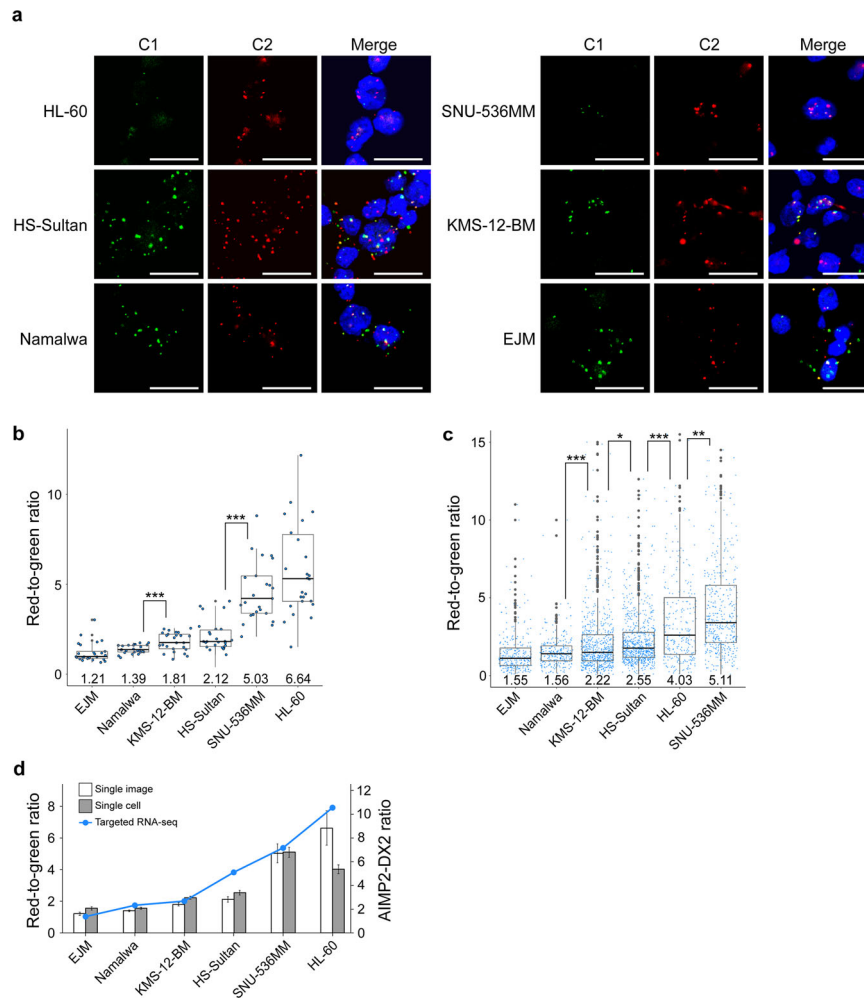 a
C1 C2 Merge
HL-60
HS-Sultan
Namalwa
C1 C2 Merge
SNU-536MM
KMS-12-BM
EJM
b
Red-to-green ratio
10
5
0
***
***
1.21 1.39 1.81 2.12 5.03 6.64
EJM Namalwa KMS-12-BM HS-Sultan SNU-536MM HL-60
c
Red-to-green ratio
15
10
5
0
*** * *** **
1.55 1.56 2.22 2.55 4.03 5.11
EJM Namalwa KMS-12-BM HS-Sultan HL-60 SNU-536MM
d
Single image
Single cell
Targeted RNA-seq
Red-to-green ratio
8
6
4
2
0
12
10
8
6
4
2
0
AIMP2-DX2 ratio
EJM Namalwa KMS-12-BM HS-Sultan SNU-536MM HL-60